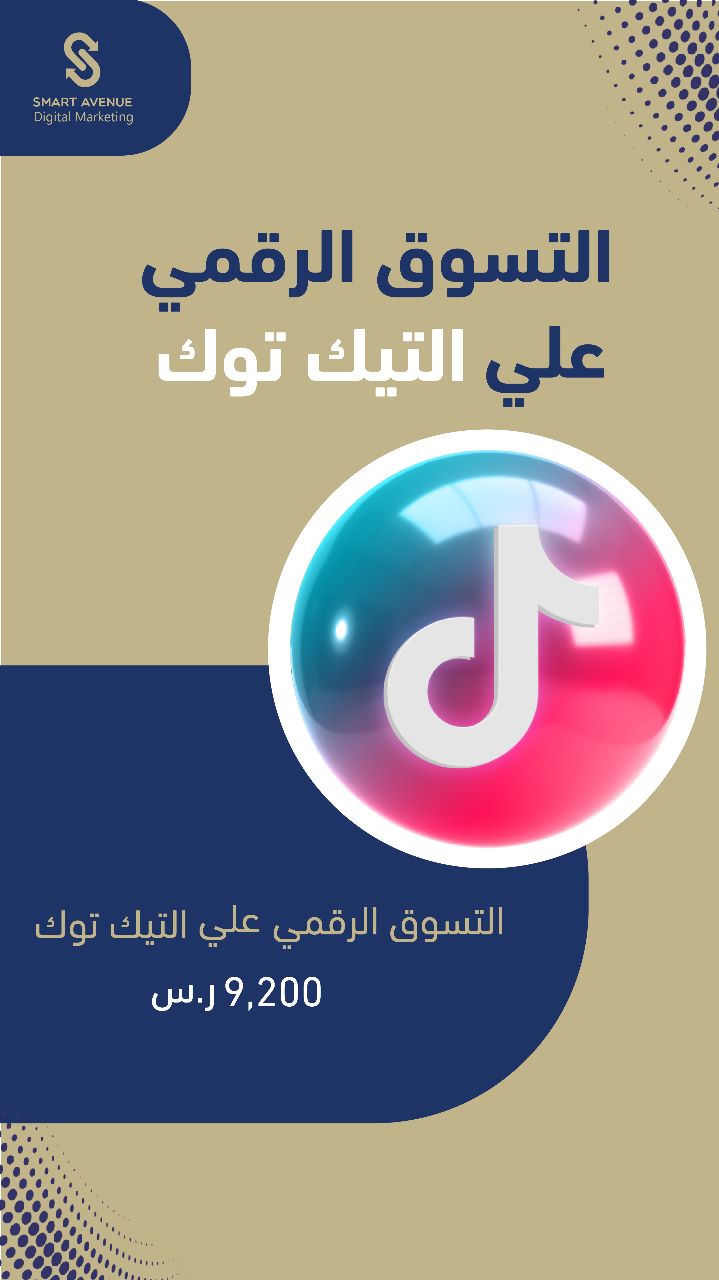 SMART AVENUE
Digital Marketing
التسوق الرقمي
علي التيك توك
التسوق الرقمي علي التيك توك
9,200 ر.س